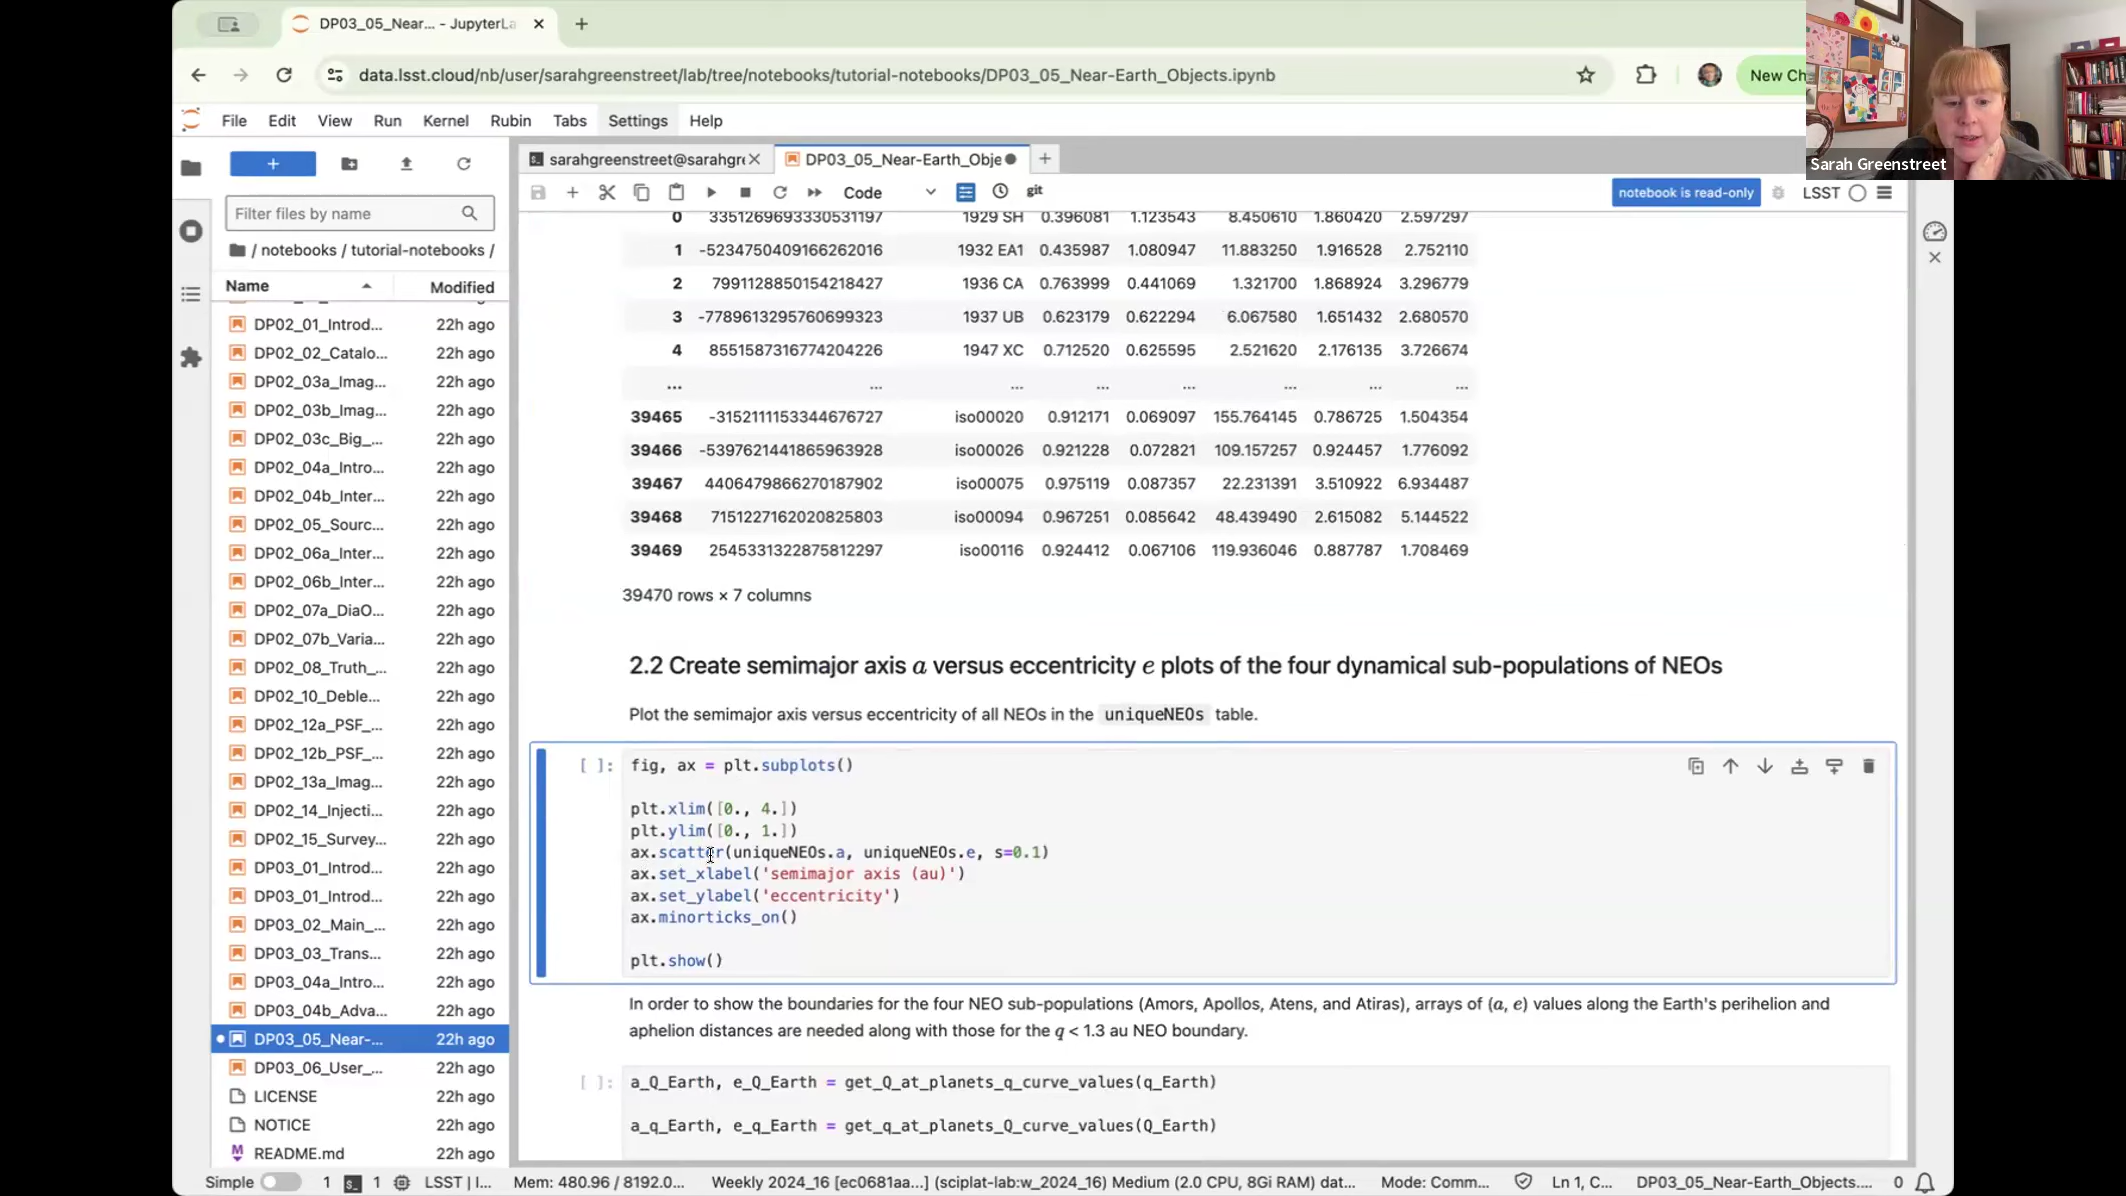 DP03_05_Near... - JupyterLa
data.lsst.cloud/nb/user/sarahgreenstreet/lab/tree/notebooks/tutorial-notebooks/DP03_05_Near-Earth_Objects.ipynb
New Ch
Sarah Greenstreet
File Edit View Run Kernel Rubin Tabs Settings Help
sarahgreenstreet@sarahgre
DP03_05_Near-Earth_Obje
Code
git
notebook is read-only
LSST
Filter files by name
/ notebooks / tutorial-notebooks /
Name Modified
DP02_01_Introd... 22h ago
DP02_02_Catalo... 22h ago
DP02_03a_Imag... 22h ago
DP02_03b_Imag... 22h ago
DP02_03c_Big_... 22h ago
DP02_04a_Intro... 22h ago
DP02_04b_Inter... 22h ago
DP02_05_Sourc... 22h ago
DP02_06a_Inter... 22h ago
DP02_06b_Inter... 22h ago
DP02_07a_DiaO... 22h ago
DP02_07b_Varia... 22h ago
DP02_08_Truth_... 22h ago
DP02_10_Deble... 22h ago
DP02_12a_PSF_... 22h ago
DP02_12b_PSF_... 22h ago
DP02_13a_Imag... 22h ago
DP02_14_Injecti... 22h ago
DP02_15_Survey... 22h ago
DP03_01_Introd... 22h ago
DP03_01_Introd... 22h ago
DP03_02_Main_... 22h ago
DP03_03_Trans... 22h ago
DP03_04a_Intro... 22h ago
DP03_04b_Adva... 22h ago
DP03_05_Near-... 22h ago
DP03_06_User_... 22h ago
LICENSE 22h ago
NOTICE 22h ago
README.md 22h ago
0 3351269693330531197 1929 SH 0.396081 1.123543 8.450610 1.860420 2.597297
1 -5234750409166262016 1932 EA1 0.435987 1.080947 11.883250 1.916528 2.752110
2 7991128850154218427 1936 CA 0.763999 0.441069 1.321700 1.868924 3.296779
3 -7789613295760699323 1937 UB 0.623179 0.622294 6.067580 1.651432 2.680570
4 8551587316774204226 1947 XC 0.712520 0.625595 2.521620 2.176135 3.726674
... ... ... ... ... ... ... ...
39465 -3152111153344676727 iso00020 0.912171 0.069097 155.764145 0.786725 1.504354
39466 -5397621441865963928 iso00026 0.921228 0.072821 109.157257 0.924457 1.776092
39467 4406479866270187902 iso00075 0.975119 0.087357 22.231391 3.510922 6.934487
39468 7151227162020825803 iso00094 0.967251 0.085642 48.439490 2.615082 5.144522
39469 2545331322875812297 iso00116 0.924412 0.067106 119.936046 0.887787 1.708469
39470 rows × 7 columns
2.2 Create semimajor axis a versus eccentricity e plots of the four dynamical sub-populations of NEOs
Plot the semimajor axis versus eccentricity of all NEOs in the uniqueNEOs table.
[ ]: fig, ax = plt.subplots()
plt.xlim([0., 4.])
plt.ylim([0., 1.])
ax.scatter(uniqueNEOs.a, uniqueNEOs.e, s=0.1)
ax.set_xlabel('semimajor axis (au)')
ax.set_ylabel('eccentricity')
ax.minorticks_on()
plt.show()
In order to show the boundaries for the four NEO sub-populations (Amors, Apollos, Atens, and Atiras), arrays of (a, e) values along the Earth's perihelion and
aphelion distances are needed along with those for the q < 1.3 au NEO boundary.
[ ]: a_Q_Earth, e_Q_Earth = get_Q_at_planets_q_curve_values(q_Earth)
a_q_Earth, e_q_Earth = get_q_at_planets_Q_curve_values(Q_Earth)
Simple 1 1 LSST | I... Mem: 480.96 / 8192.0... Weekly 2024_16 [ec0681aa...] (sciplat-lab:w_2024_16) Medium (2.0 CPU, 8Gi RAM) dat... Mode: Comm... Ln 1, C... DP03_05_Near-Earth_Objects.... 0